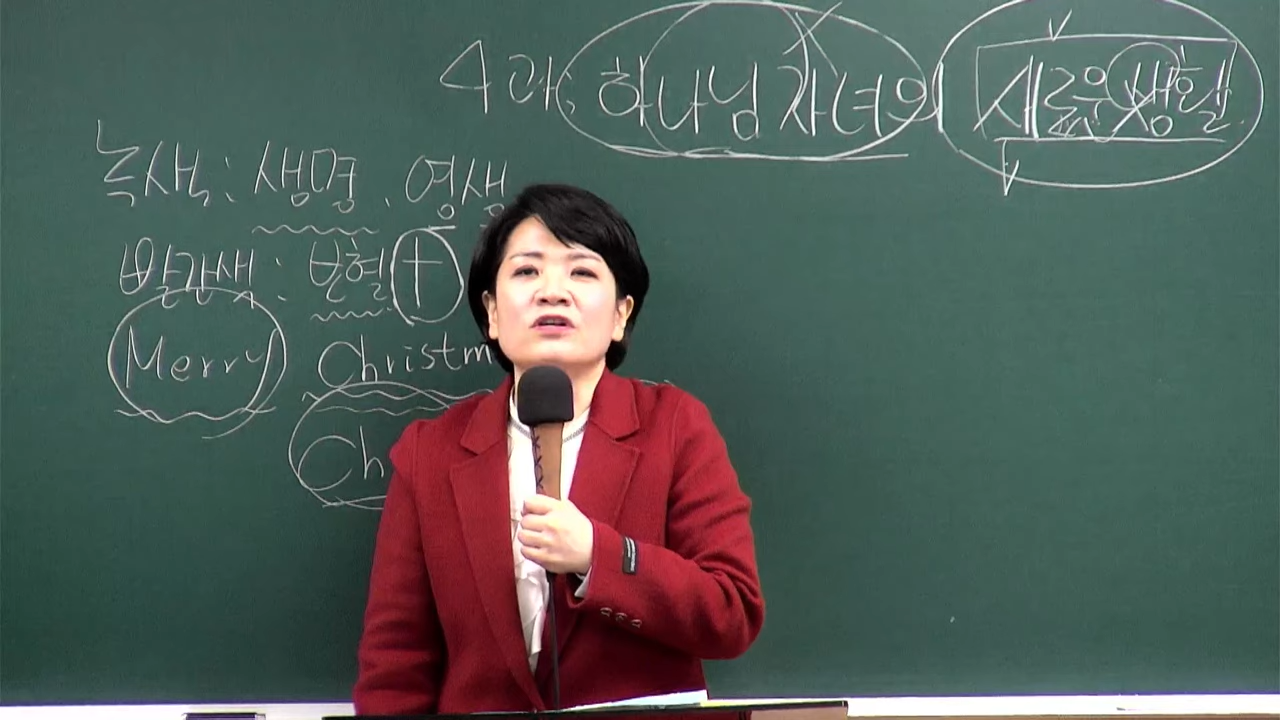 4과: 하나님 자녀의 새로운 생활
녹색: 생명, 영생
빨간색: 보혈
Merry Christm
Ch